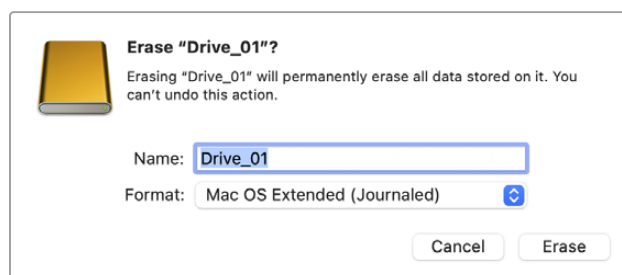 Erase “Drive_01”?
Erasing “Drive_01” will permanently erase all data stored on it. You
can’t undo this action.
Name: Drive_01
Format: Mac OS Extended (Journaled)
Cancel Erase